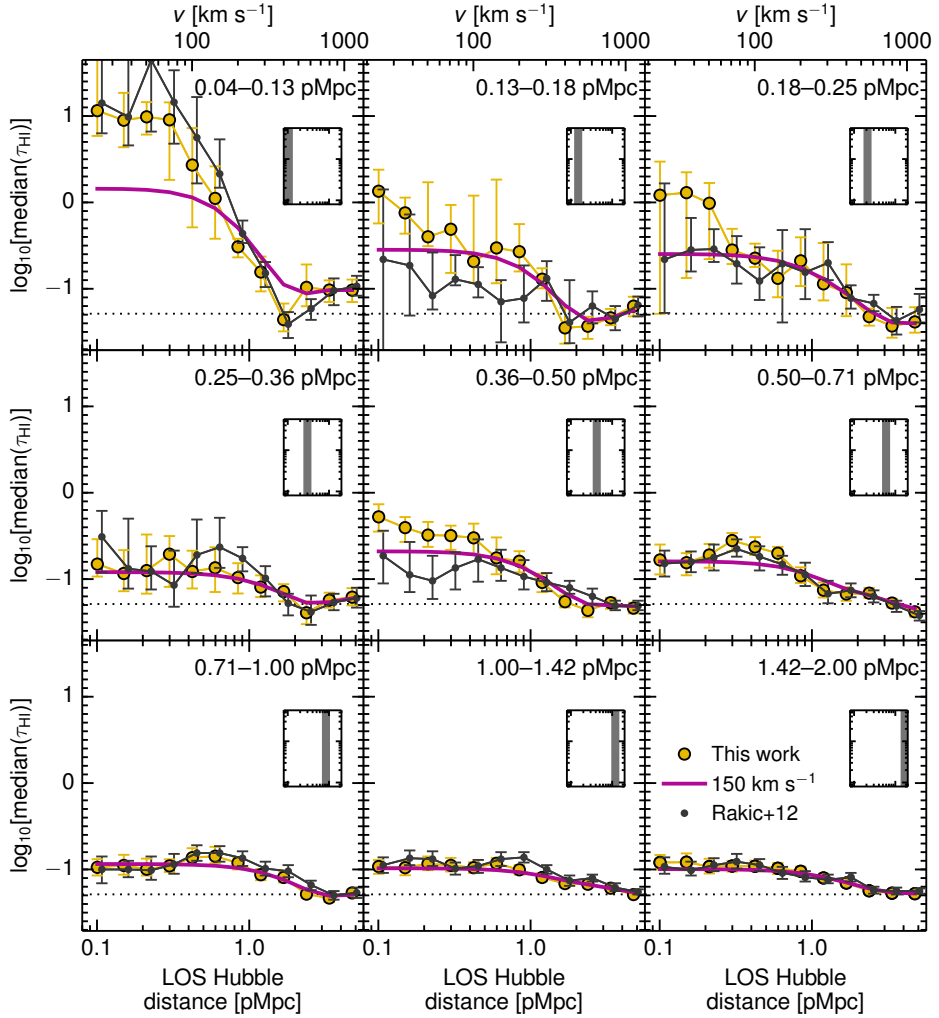 v [km s⁻¹] v [km s⁻¹] v [km s⁻¹]
100 1000 100 1000 100 1000
0.04–0.13 pMpc 0.13–0.18 pMpc 0.18–0.25 pMpc
log₁₀[median(τHI)]
1
0
−1
0.25–0.36 pMpc 0.36–0.50 pMpc 0.50–0.71 pMpc
log₁₀[median(τHI)]
1
0
−1
0.71–1.00 pMpc 1.00–1.42 pMpc 1.42–2.00 pMpc
log₁₀[median(τHI)]
1
0
−1
This work
150 km s⁻¹
Rakic+12
0.1 1.0 0.1 1.0 0.1 1.0
LOS Hubble LOS Hubble LOS Hubble
distance [pMpc] distance [pMpc] distance [pMpc]